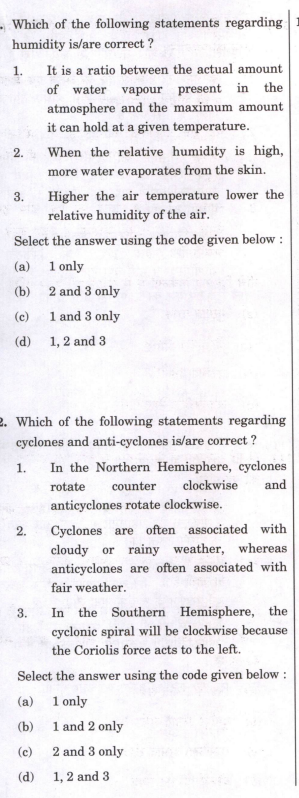 . Which of the following statements regarding
humidity is/are correct ?
1. It is a ratio between the actual amount
of water vapour present in the
atmosphere and the maximum amount
it can hold at a given temperature.
2. When the relative humidity is high,
more water evaporates from the skin.
3. Higher the air temperature lower the
relative humidity of the air.
Select the answer using the code given below :
(a) 1 only
(b) 2 and 3 only
(c) 1 and 3 only
(d) 1, 2 and 3
2. Which of the following statements regarding
cyclones and anti-cyclones is/are correct ?
1. In the Northern Hemisphere, cyclones
rotate counter clockwise and
anticyclones rotate clockwise.
2. Cyclones are often associated with
cloudy or rainy weather, whereas
anticyclones are often associated with
fair weather.
3. In the Southern Hemisphere, the
cyclonic spiral will be clockwise because
the Coriolis force acts to the left.
Select the answer using the code given below :
(a) 1 only
(b) 1 and 2 only
(c) 2 and 3 only
(d) 1, 2 and 3